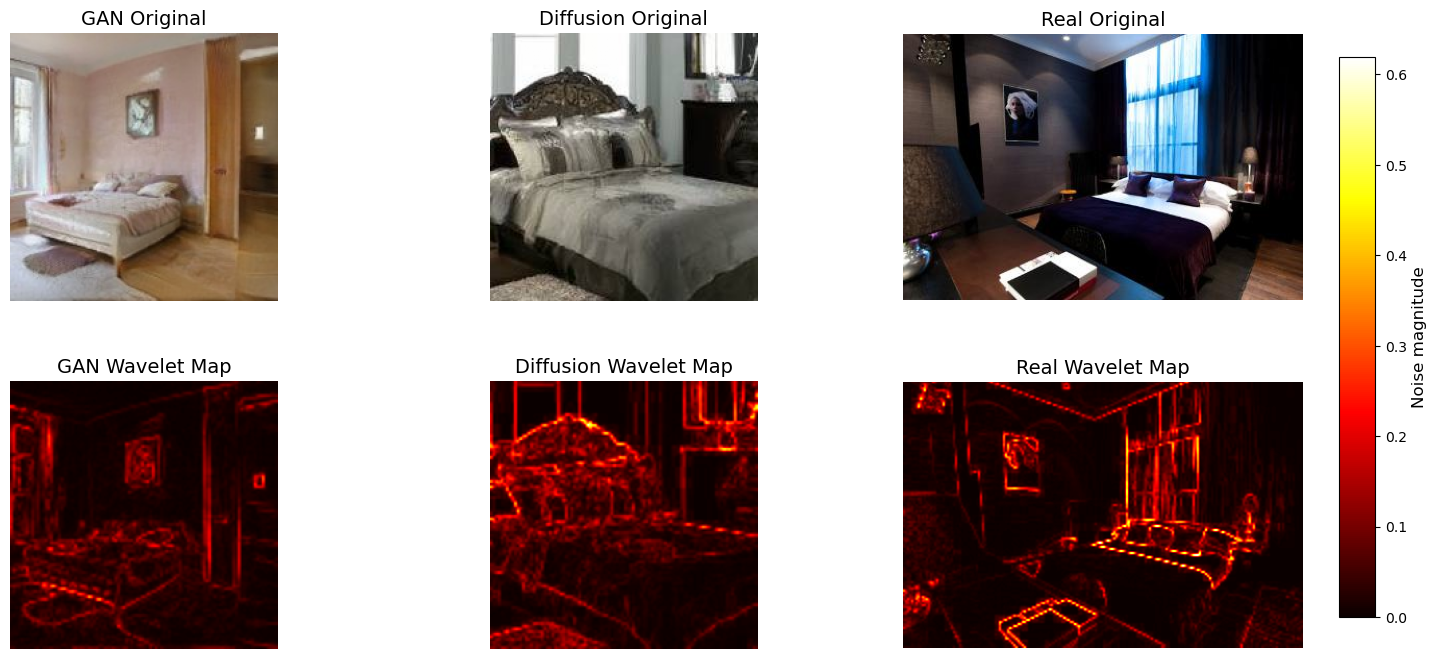 GAN Original
Diffusion Original
Real Original
GAN Wavelet Map
Diffusion Wavelet Map
Real Wavelet Map
0.6
0.5
0.4
0.3
0.2
0.1
0.0
Noise magnitude